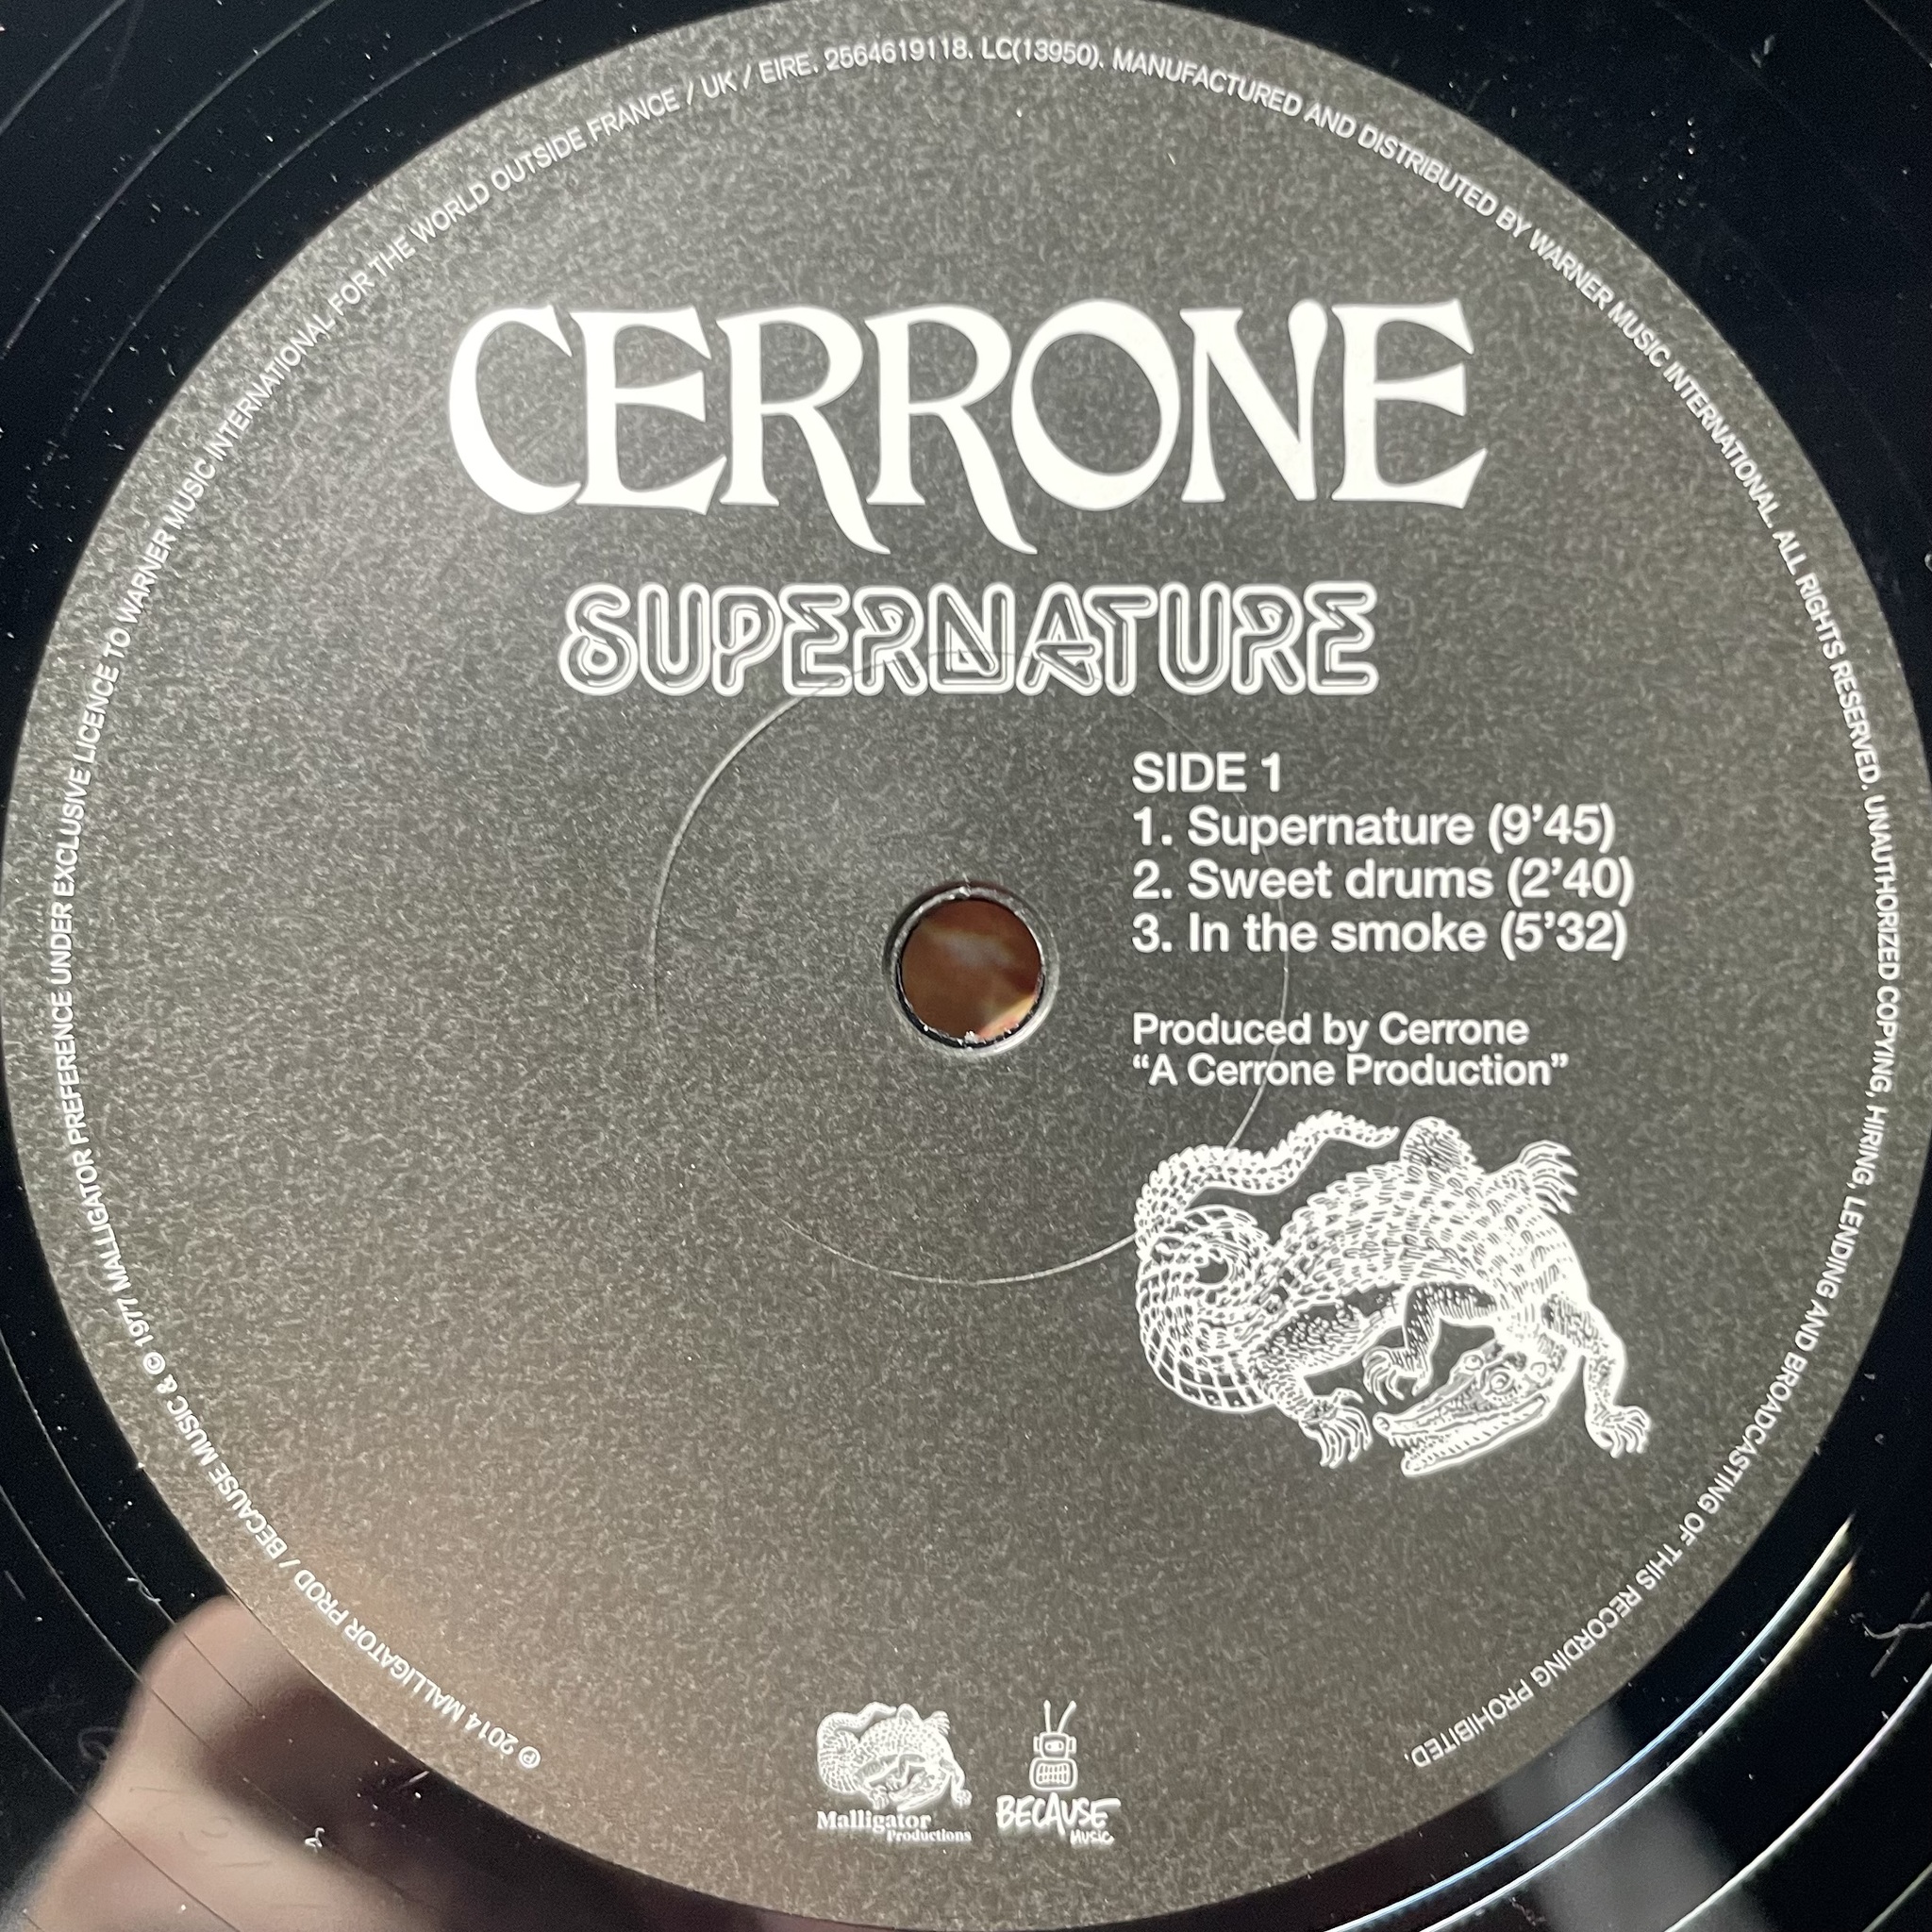 CERRONE
SUPERNATURE
SIDE 1
1. Supernature (9’45)
2. Sweet drums (2’40)
3. In the smoke (5’32)
Produced by Cerrone
“A Cerrone Production”
Malligator
Productions
BECAUSE
MUSIC
℗ 2014 MALLIGATOR PROD / BECAUSE MUSIC & © 1977 MALLIGATOR PREFERENCE UNDER EXCLUSIVE LICENCE TO WARNER MUSIC INTERNATIONAL FOR THE WORLD OUTSIDE FRANCE / UK / EIRE. 2564619118. LC(13950). MANUFACTURED AND DISTRIBUTED BY WARNER MUSIC INTERNATIONAL. ALL RIGHTS RESERVED. UNAUTHORIZED COPYING, HIRING, LENDING AND BROADCASTING OF THIS RECORDING PROHIBITED.